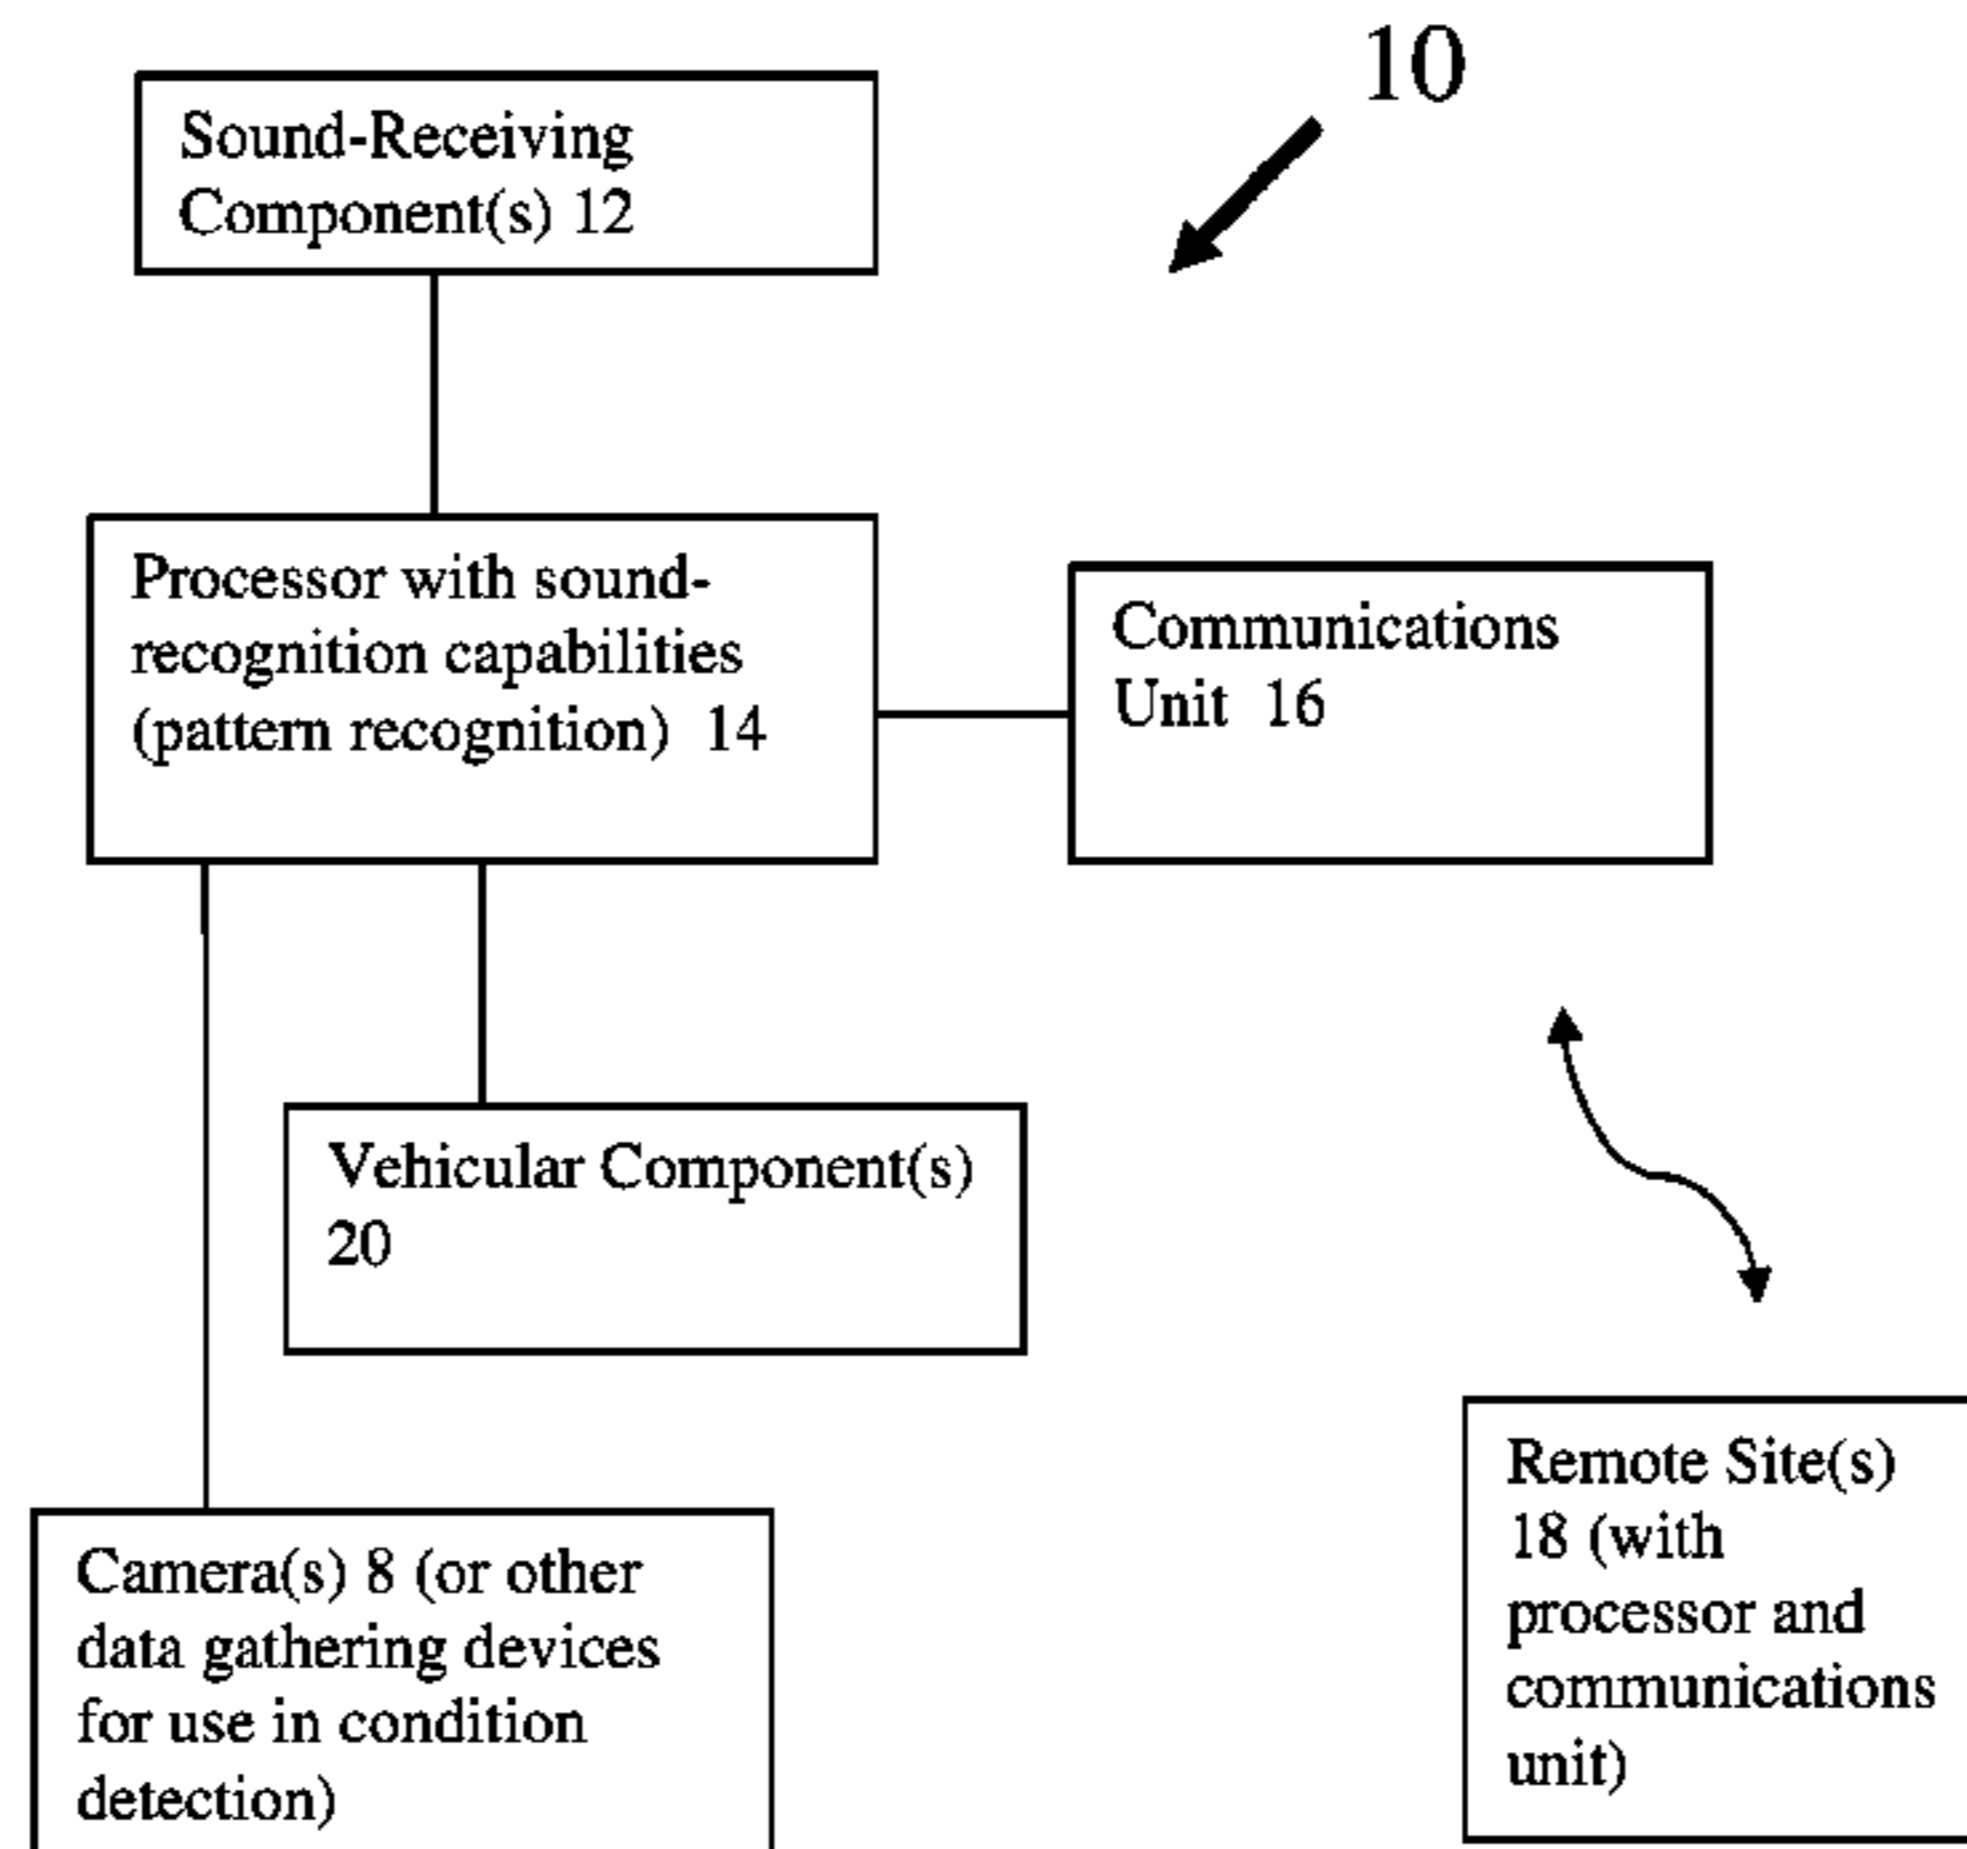 10
Sound-Receiving
Component(s) 12
Processor with sound-
recognition capabilities
(pattern recognition) 14
Communications
Unit 16
Vehicular Component(s)
20
Remote Site(s)
18 (with
processor and
communications
unit)
Camera(s) 8 (or other
data gathering devices
for use in condition
detection)